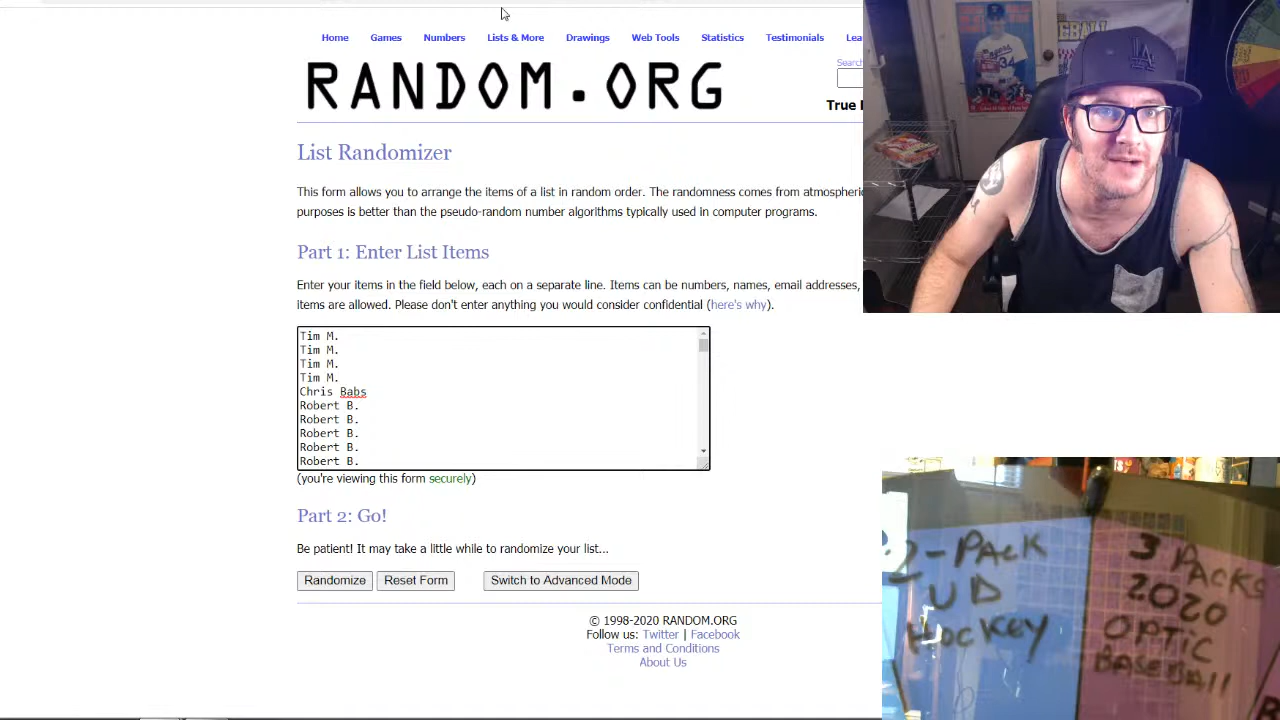 Home Games Numbers Lists & More Drawings Web Tools Statistics Testimonials Lea
RANDOM.ORG
Search
True
List Randomizer
This form allows you to arrange the items of a list in random order. The randomness comes from atmospheric
purposes is better than the pseudo-random number algorithms typically used in computer programs.
Part 1: Enter List Items
Enter your items in the field below, each on a separate line. Items can be numbers, names, email addresses,
items are allowed. Please don't enter anything you would consider confidential (here's why).
Tim M.
Tim M.
Tim M.
Tim M.
Chris Babs
Robert B.
Robert B.
Robert B.
Robert B.
Robert B.
(you're viewing this form securely)
Part 2: Go!
Be patient! It may take a little while to randomize your list...
Randomize Reset Form Switch to Advanced Mode
© 1998-2020 RANDOM.ORG
Follow us: Twitter | Facebook
Terms and Conditions
About Us
LA
Dodgers
34
2-PACK
UD
HOCKEY
3 PACKS
2020
OPTIC
BASEBALL